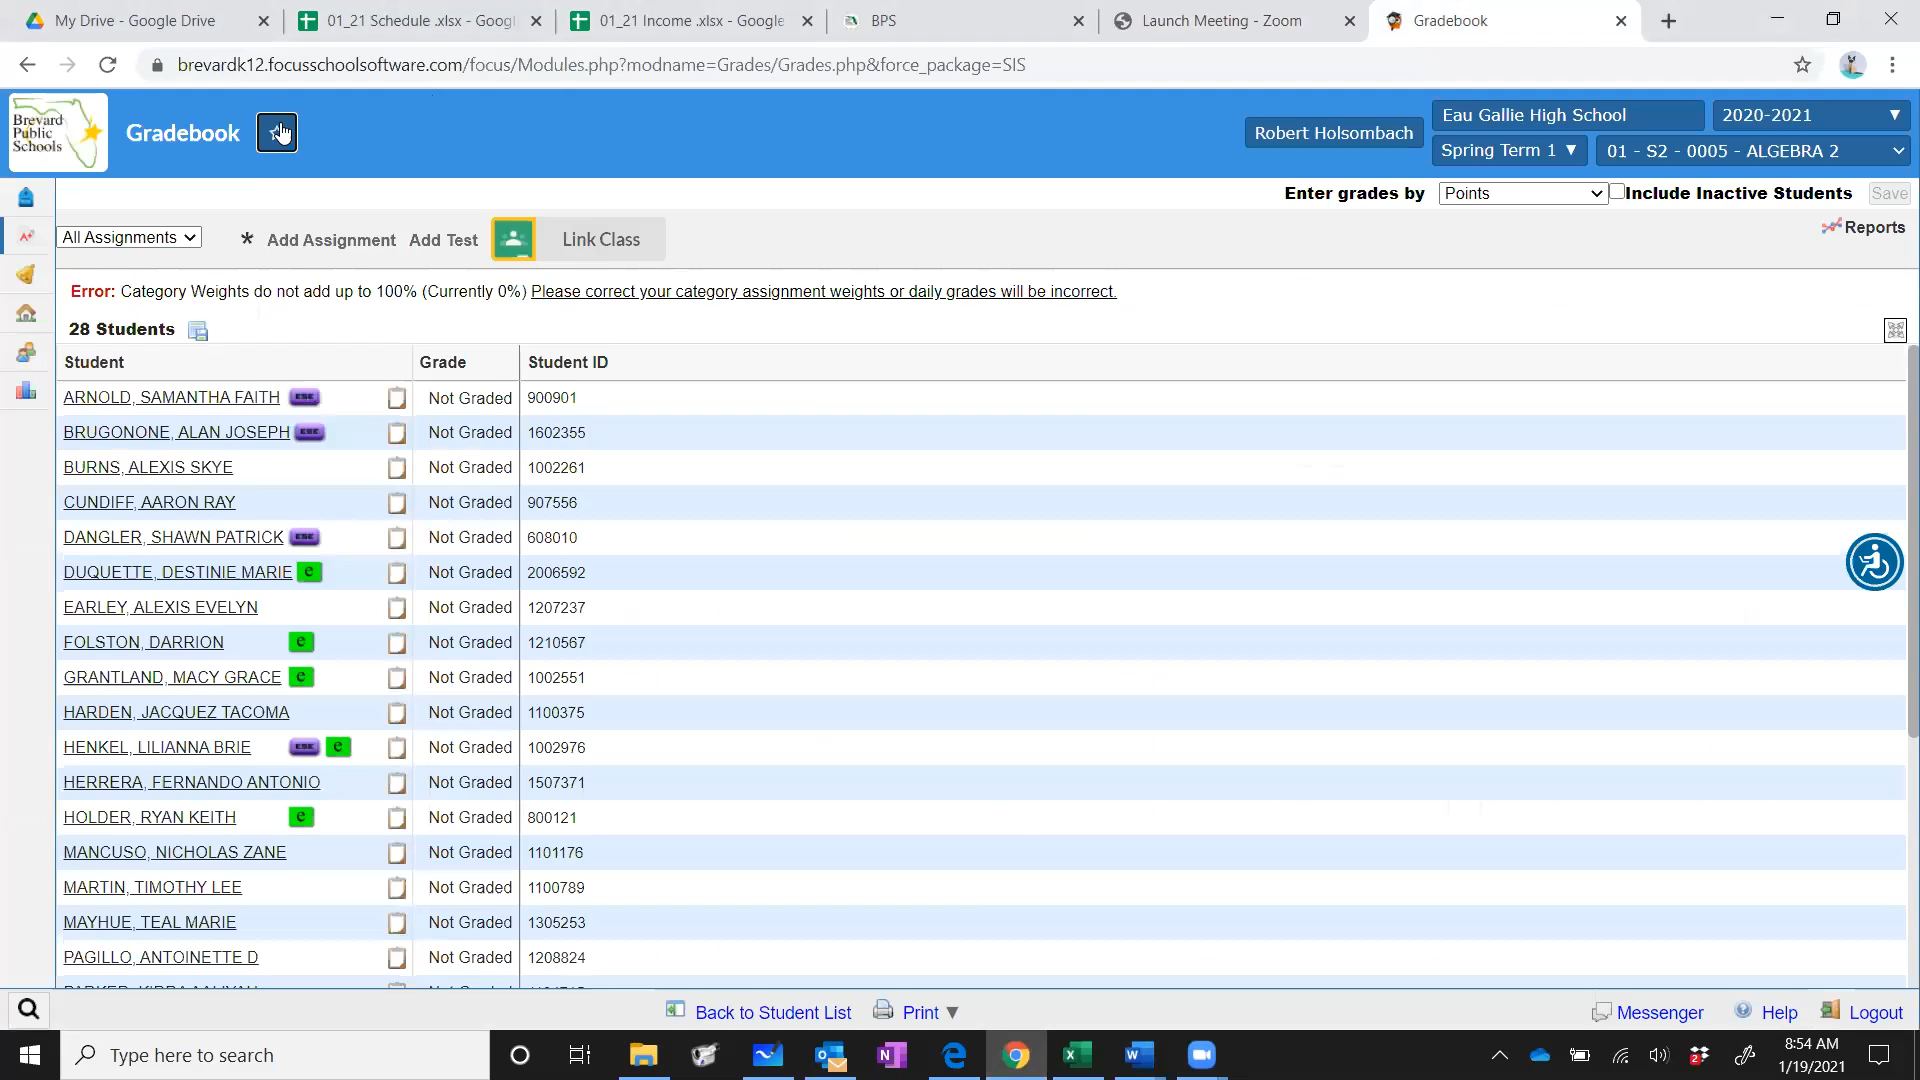 My Drive - Google Drive
01_21 Schedule .xlsx - Googl
01_21 Income .xlsx - Google
BPS
Launch Meeting - Zoom
Gradebook
brevardk12.focusschoolsoftware.com/focus/Modules.php?modname=Grades/Grades.php&force_package=SIS
Brevard
Public
Schools
Gradebook
Robert Holsombach
Eau Gallie High School
2020-2021
Spring Term 1
01 - S2 - 0005 - ALGEBRA 2
Enter grades by
Points
Include Inactive Students
Save
All Assignments
* Add Assignment
Add Test
Link Class
Reports
Error: Category Weights do not add up to 100% (Currently 0%) Please correct your category assignment weights or daily grades will be incorrect.
28 Students
Student Grade Student ID
ARNOLD, SAMANTHA FAITH ESE Not Graded 900901
BRUGONONE, ALAN JOSEPH ESE Not Graded 1602355
BURNS, ALEXIS SKYE Not Graded 1002261
CUNDIFF, AARON RAY Not Graded 907556
DANGLER, SHAWN PATRICK ESE Not Graded 608010
DUQUETTE, DESTINIE MARIE e Not Graded 2006592
EARLEY, ALEXIS EVELYN Not Graded 1207237
FOLSTON, DARRION e Not Graded 1210567
GRANTLAND, MACY GRACE e Not Graded 1002551
HARDEN, JACQUEZ TACOMA Not Graded 1100375
HENKEL, LILIANNA BRIE ESE e Not Graded 1002976
HERRERA, FERNANDO ANTONIO Not Graded 1507371
HOLDER, RYAN KEITH e Not Graded 800121
MANCUSO, NICHOLAS ZANE Not Graded 1101176
MARTIN, TIMOTHY LEE Not Graded 1100789
MAYHUE, TEAL MARIE Not Graded 1305253
PAGILLO, ANTOINETTE D Not Graded 1208824
Back to Student List
Print
Messenger
Help
Logout
Type here to search
8:54 AM
1/19/2021